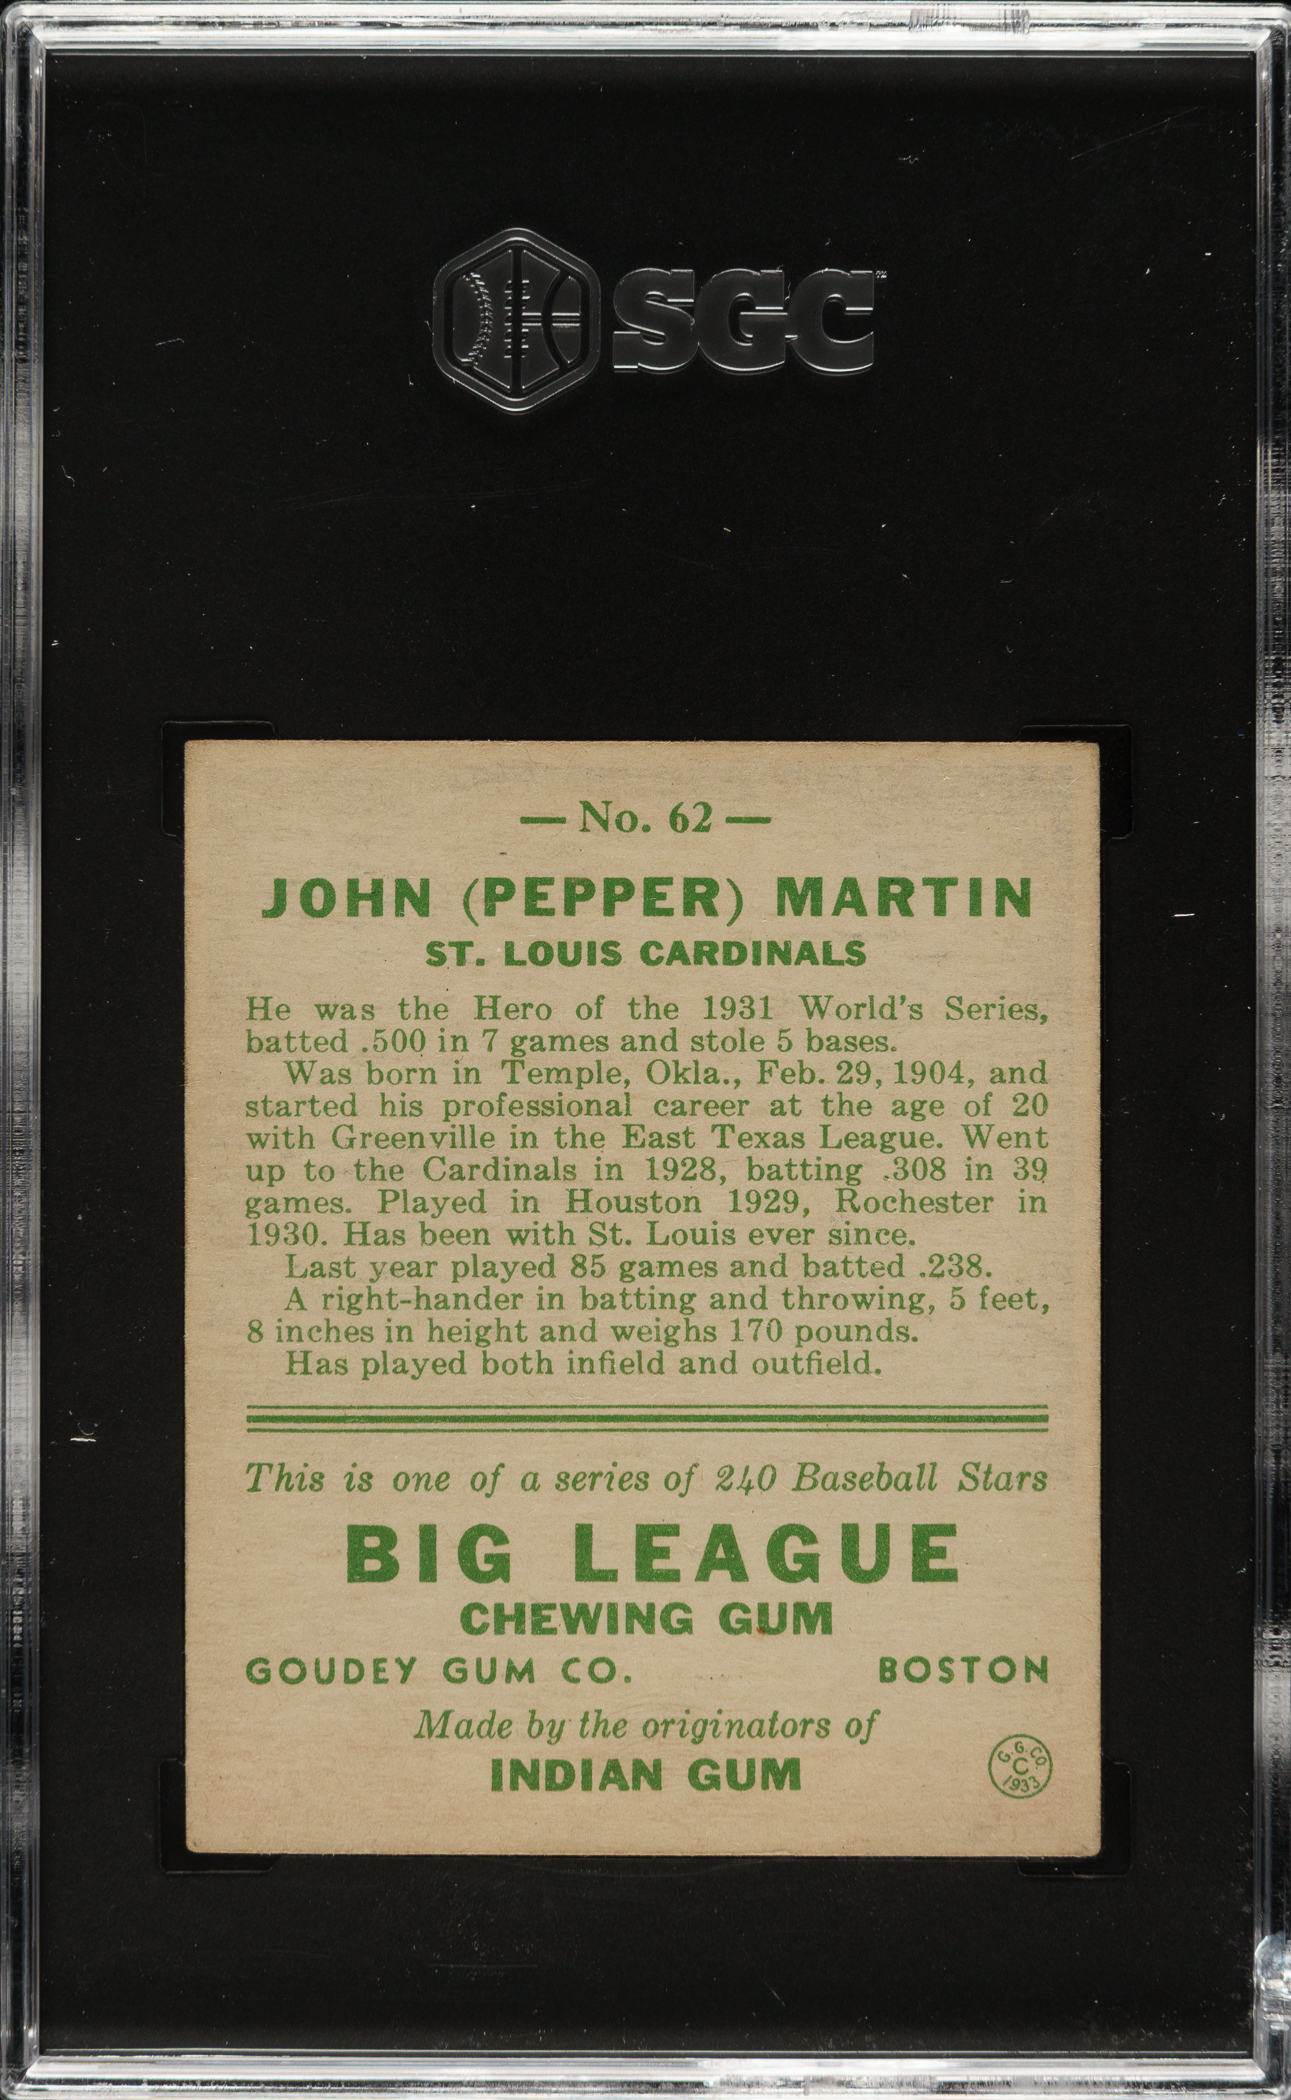 SGC
— No. 62 —
JOHN (PEPPER) MARTIN
ST. LOUIS CARDINALS
He was the Hero of the 1931 World's Series,
batted .500 in 7 games and stole 5 bases.
Was born in Temple, Okla., Feb. 29, 1904, and
started his professional career at the age of 20
with Greenville in the East Texas League. Went
up to the Cardinals in 1928, batting .308 in 39
games. Played in Houston 1929, Rochester in
1930. Has been with St. Louis ever since.
Last year played 85 games and batted .238.
A right-hander in batting and throwing, 5 feet,
8 inches in height and weighs 170 pounds.
Has played both infield and outfield.
This is one of a series of 240 Baseball Stars
BIG LEAGUE
CHEWING GUM
GOUDEY GUM CO. BOSTON
Made by the originators of
INDIAN GUM
G. G. CO.
C
1933